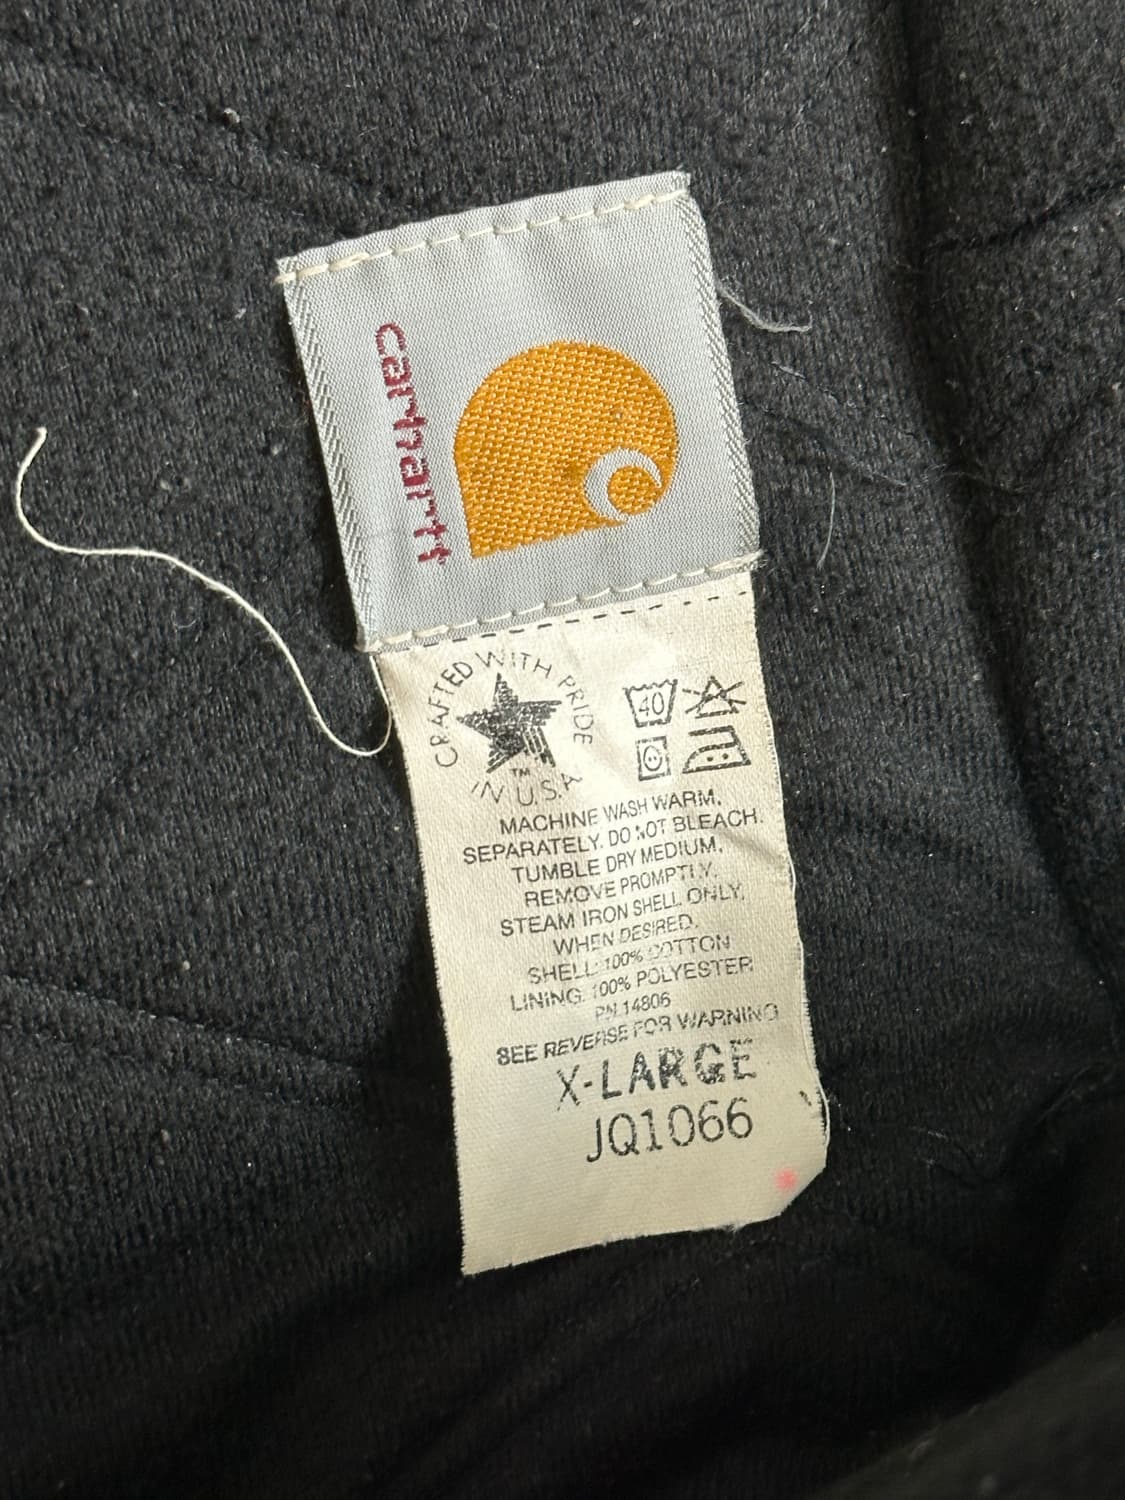 carhartt
CRAFTED WITH PRIDE
™
IN U.S.A
40
MACHINE WASH WARM,
SEPARATELY. DO NOT BLEACH.
TUMBLE DRY MEDIUM,
REMOVE PROMPTLY.
STEAM IRON SHELL ONLY,
WHEN DESIRED.
SHELL: 100% COTTON
LINING: 100% POLYESTER
RN 14806
SEE REVERSE FOR WARNING
X-LARGE
JQ1066